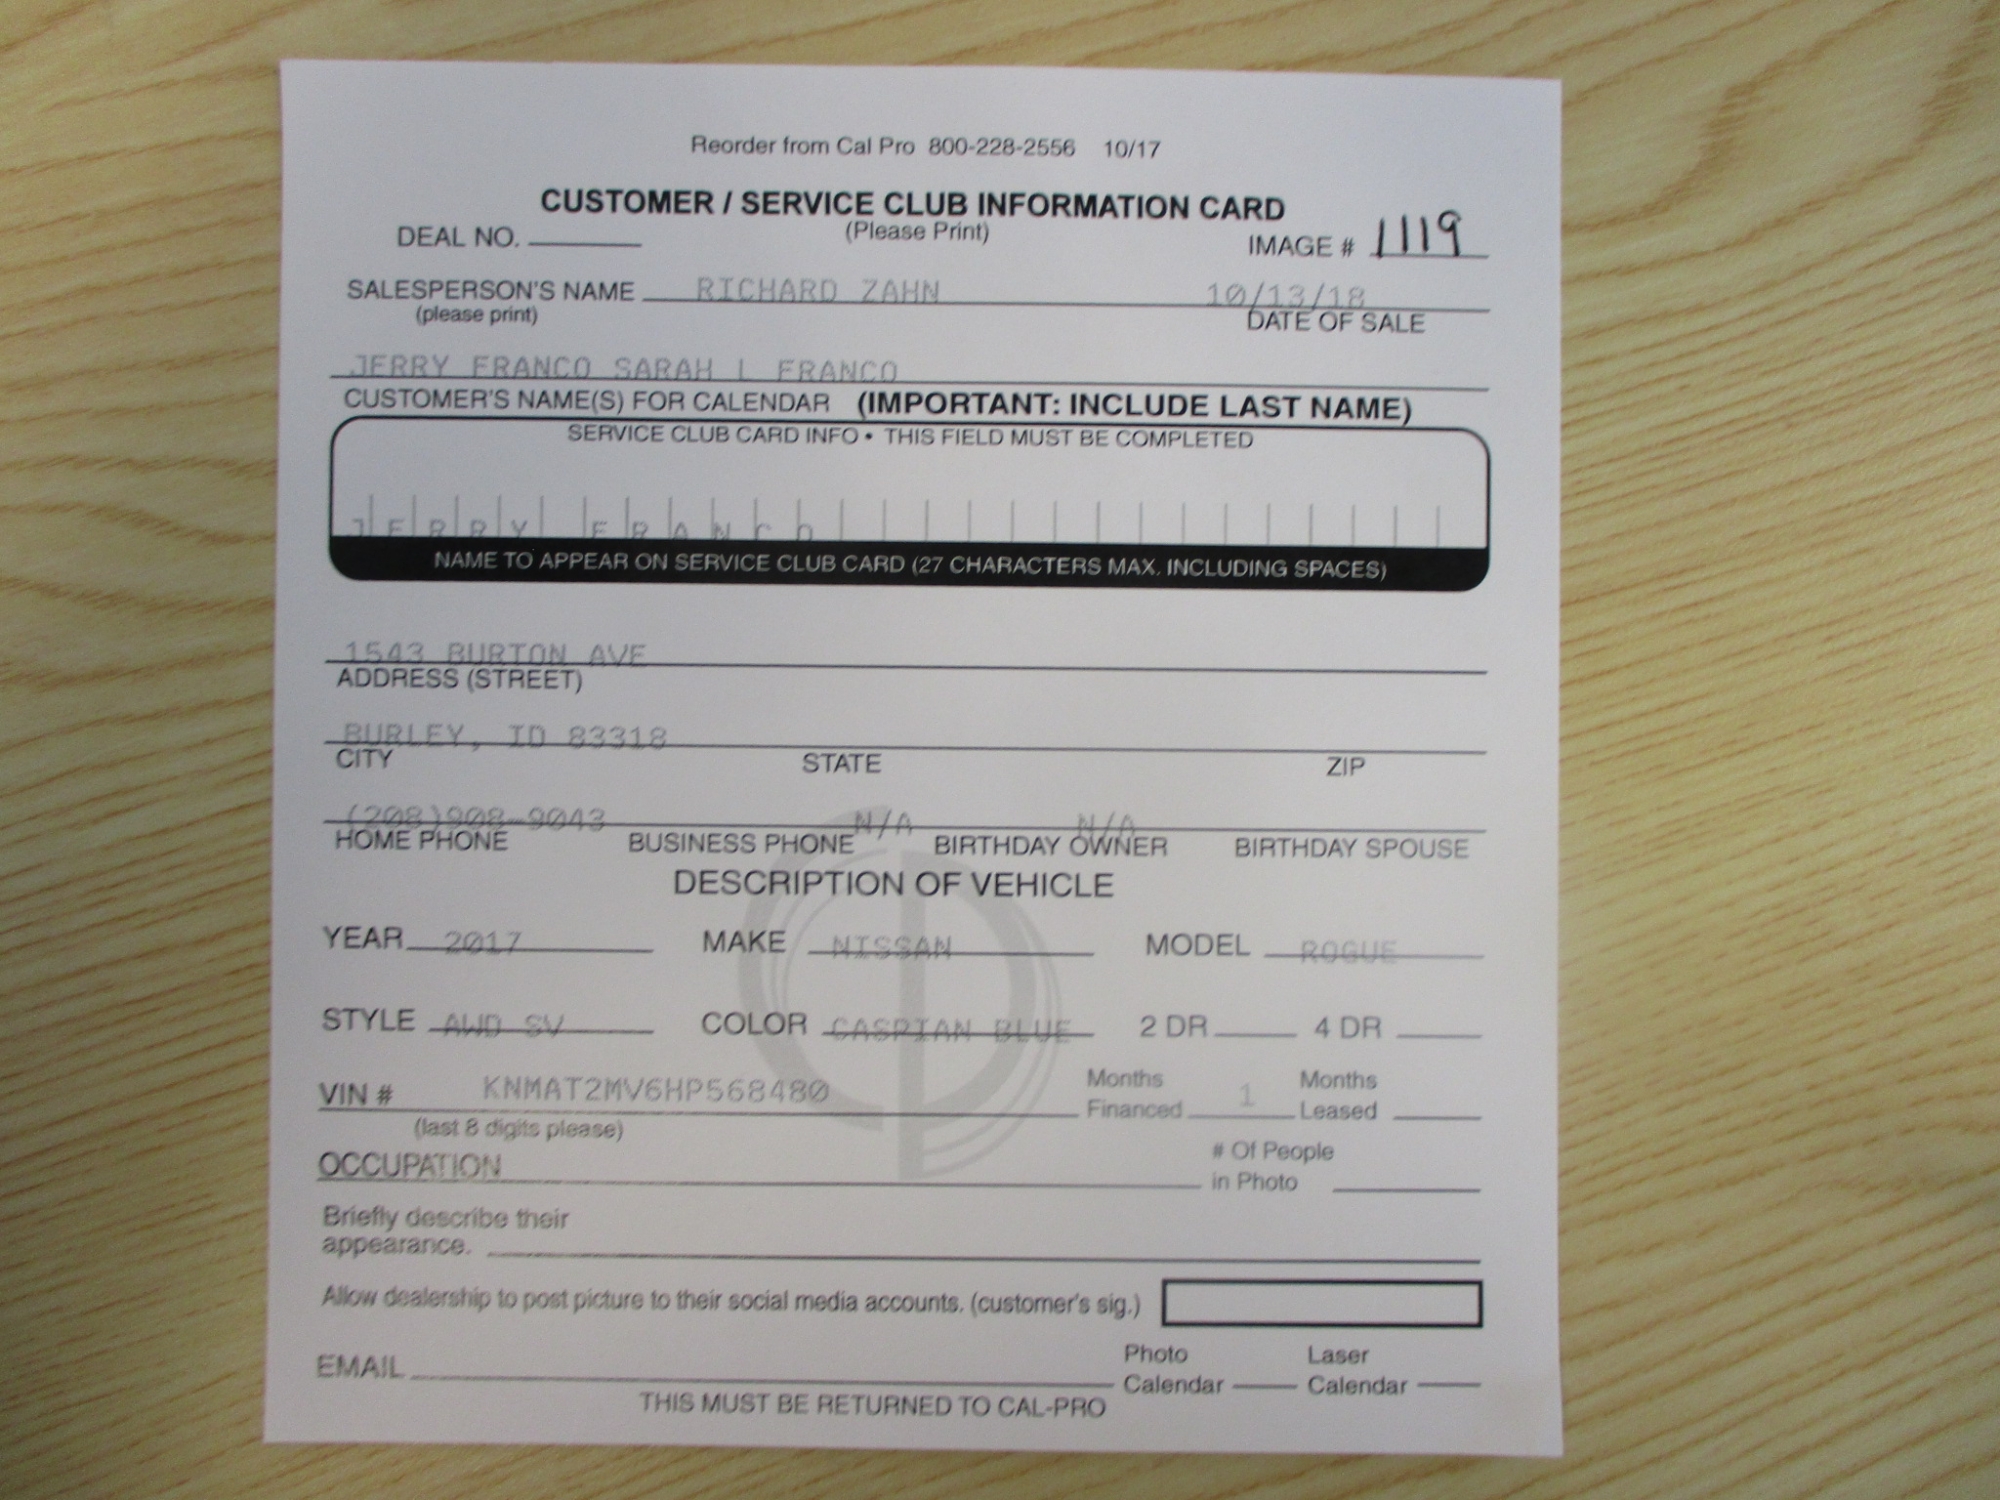 Reorder from Cal Pro 800-228-2556 10/17
CUSTOMER / SERVICE CLUB INFORMATION CARD
DEAL NO. (Please Print) IMAGE # 1119
SALESPERSON'S NAME RICHARD ZAHN 10/13/18
(please print) DATE OF SALE
JERRY FRANCO SARAH L FRANCO
CUSTOMER'S NAME(S) FOR CALENDAR (IMPORTANT: INCLUDE LAST NAME)
SERVICE CLUB CARD INFO • THIS FIELD MUST BE COMPLETED
JERRY FRANCO
NAME TO APPEAR ON SERVICE CLUB CARD (27 CHARACTERS MAX. INCLUDING SPACES)
1543 BURTON AVE
ADDRESS (STREET)
BURLEY, ID 83318
CITY STATE ZIP
(208)908-9043 N/A N/A
HOME PHONE BUSINESS PHONE BIRTHDAY OWNER BIRTHDAY SPOUSE
DESCRIPTION OF VEHICLE
YEAR 2017 MAKE NISSAN MODEL ROGUE
STYLE AWD SV COLOR CASPIAN BLUE 2 DR 4 DR
VIN # KNMAT2MV6HP568480 Months Financed 1 Months Leased
(last 8 digits please)
OCCUPATION # Of People in Photo
Briefly describe their
appearance.
Allow dealership to post picture to their social media accounts. (customer's sig.)
EMAIL Photo Calendar Laser Calendar
THIS MUST BE RETURNED TO CAL-PRO